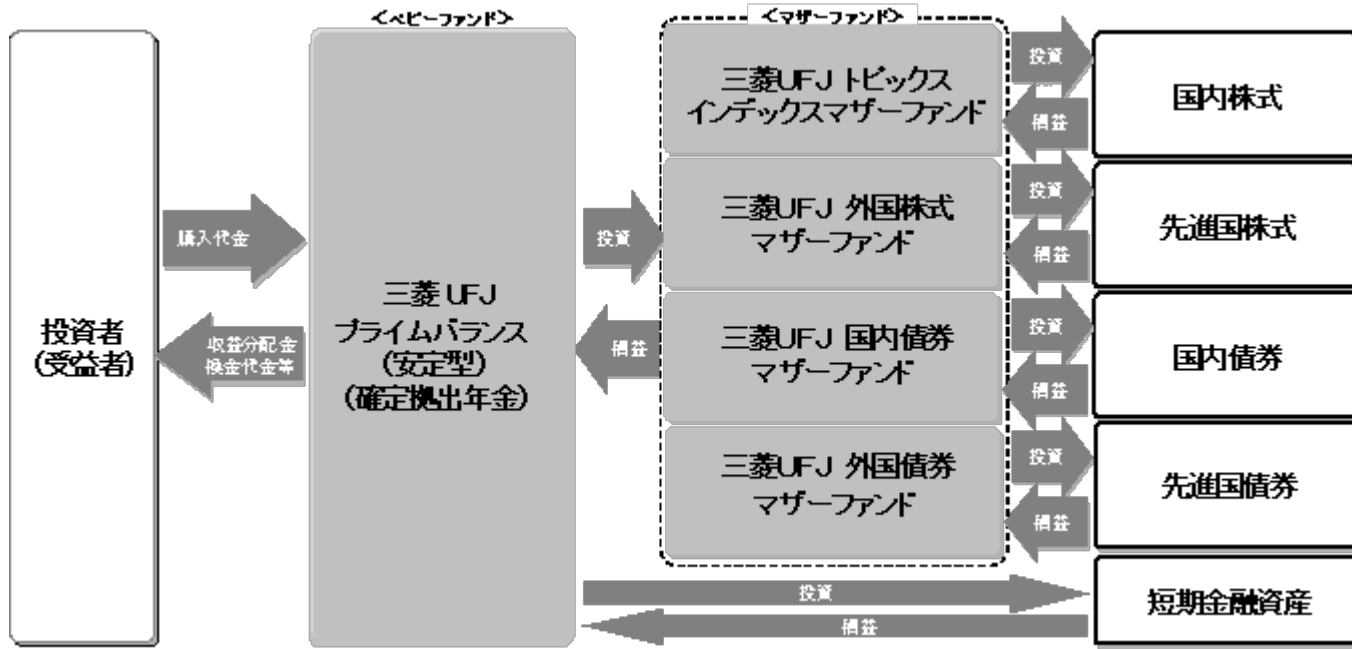 <ベビーファンド>
<マザーファンド>
投資者
(受益者)
購入代金
収益分配金
換金代金等
三菱UFJ
プライムバランス
(安定型)
(確定拠出年金)
投資
損益
三菱UFJ トピックス
インデックスマザーファンド
三菱UFJ 外国株式
マザーファンド
三菱UFJ 国内債券
マザーファンド
三菱UFJ 外国債券
マザーファンド
投資
損益
国内株式
投資
損益
先進国株式
投資
損益
国内債券
投資
損益
先進国債券
投資
損益
短期金融資産